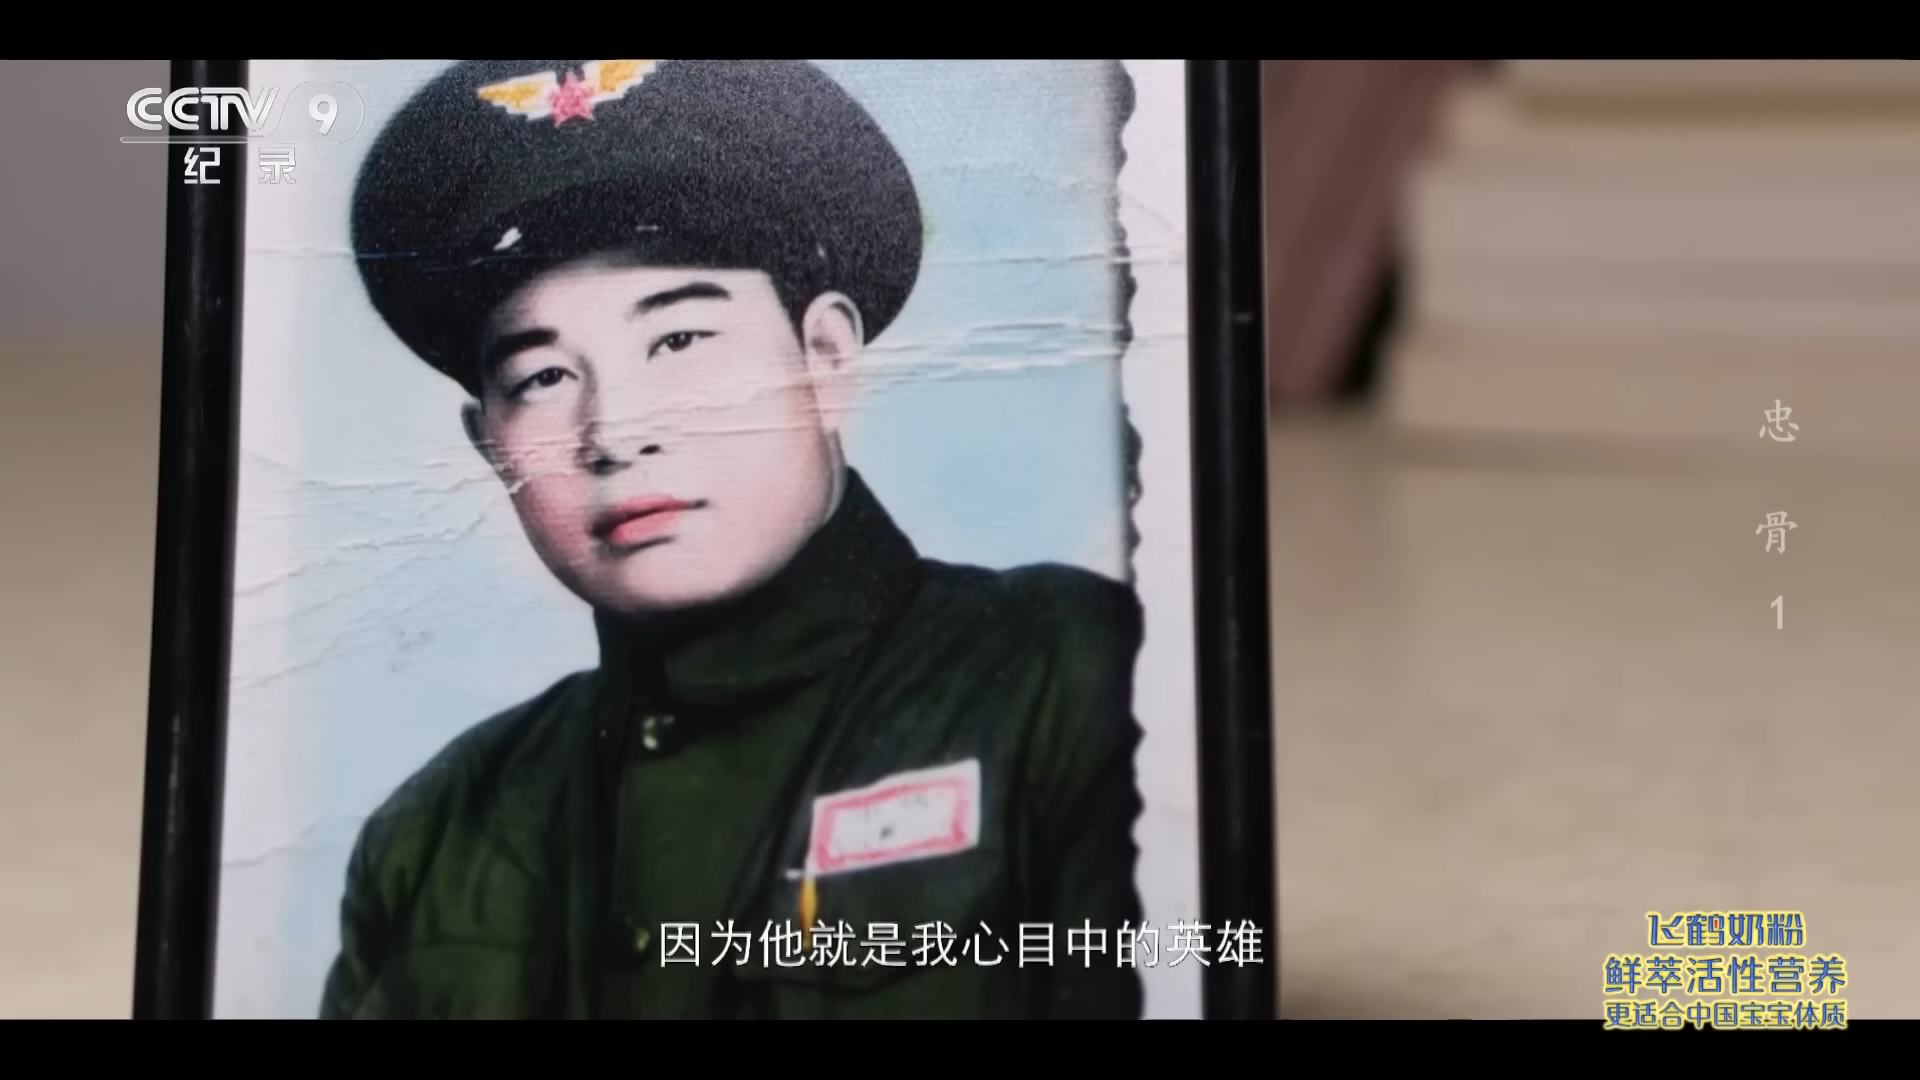 CCTV 9
纪录
忠骨1
因为他就是我心目中的英雄
飞鹤奶粉
鲜萃活性营养
更适合中国宝宝体质